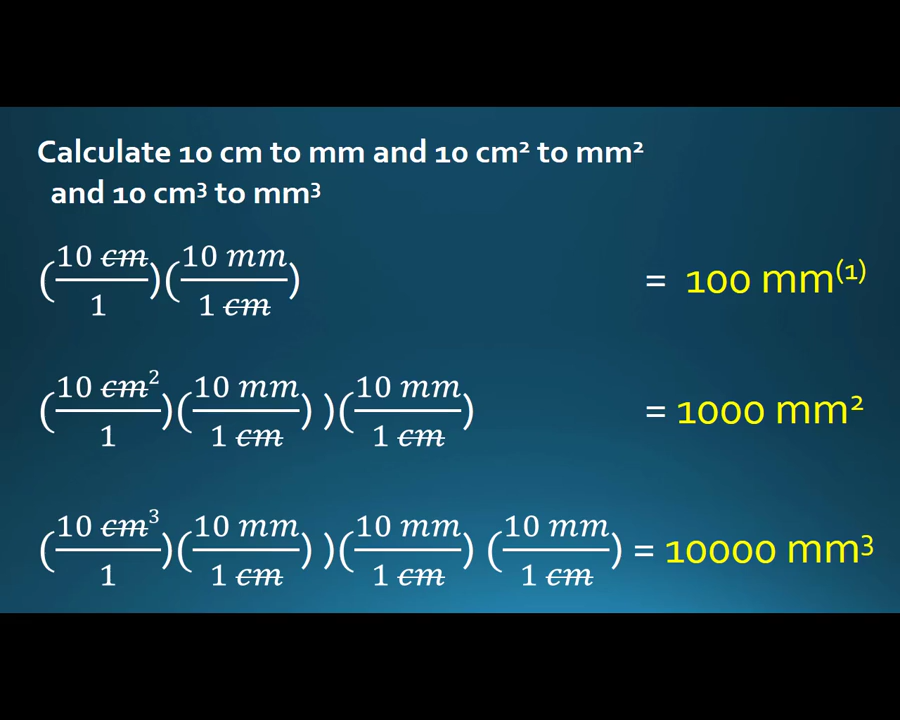 Calculate 10 cm to mm and 10 cm² to mm²
and 10 cm³ to mm³
(10 cm/1)(10 mm/1 cm) = 100 mm⁽¹⁾
(10 cm²/1)(10 mm/1 cm) )(10 mm/1 cm) = 1000 mm²
(10 cm³/1)(10 mm/1 cm) )(10 mm/1 cm) (10 mm/1 cm) = 10000 mm³